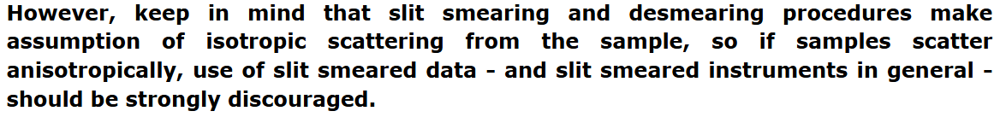 However, keep in mind that slit smearing and desmearing procedures make
assumption of isotropic scattering from the sample, so if samples scatter
anisotropically, use of slit smeared data - and slit smeared instruments in general -
should be strongly discouraged.